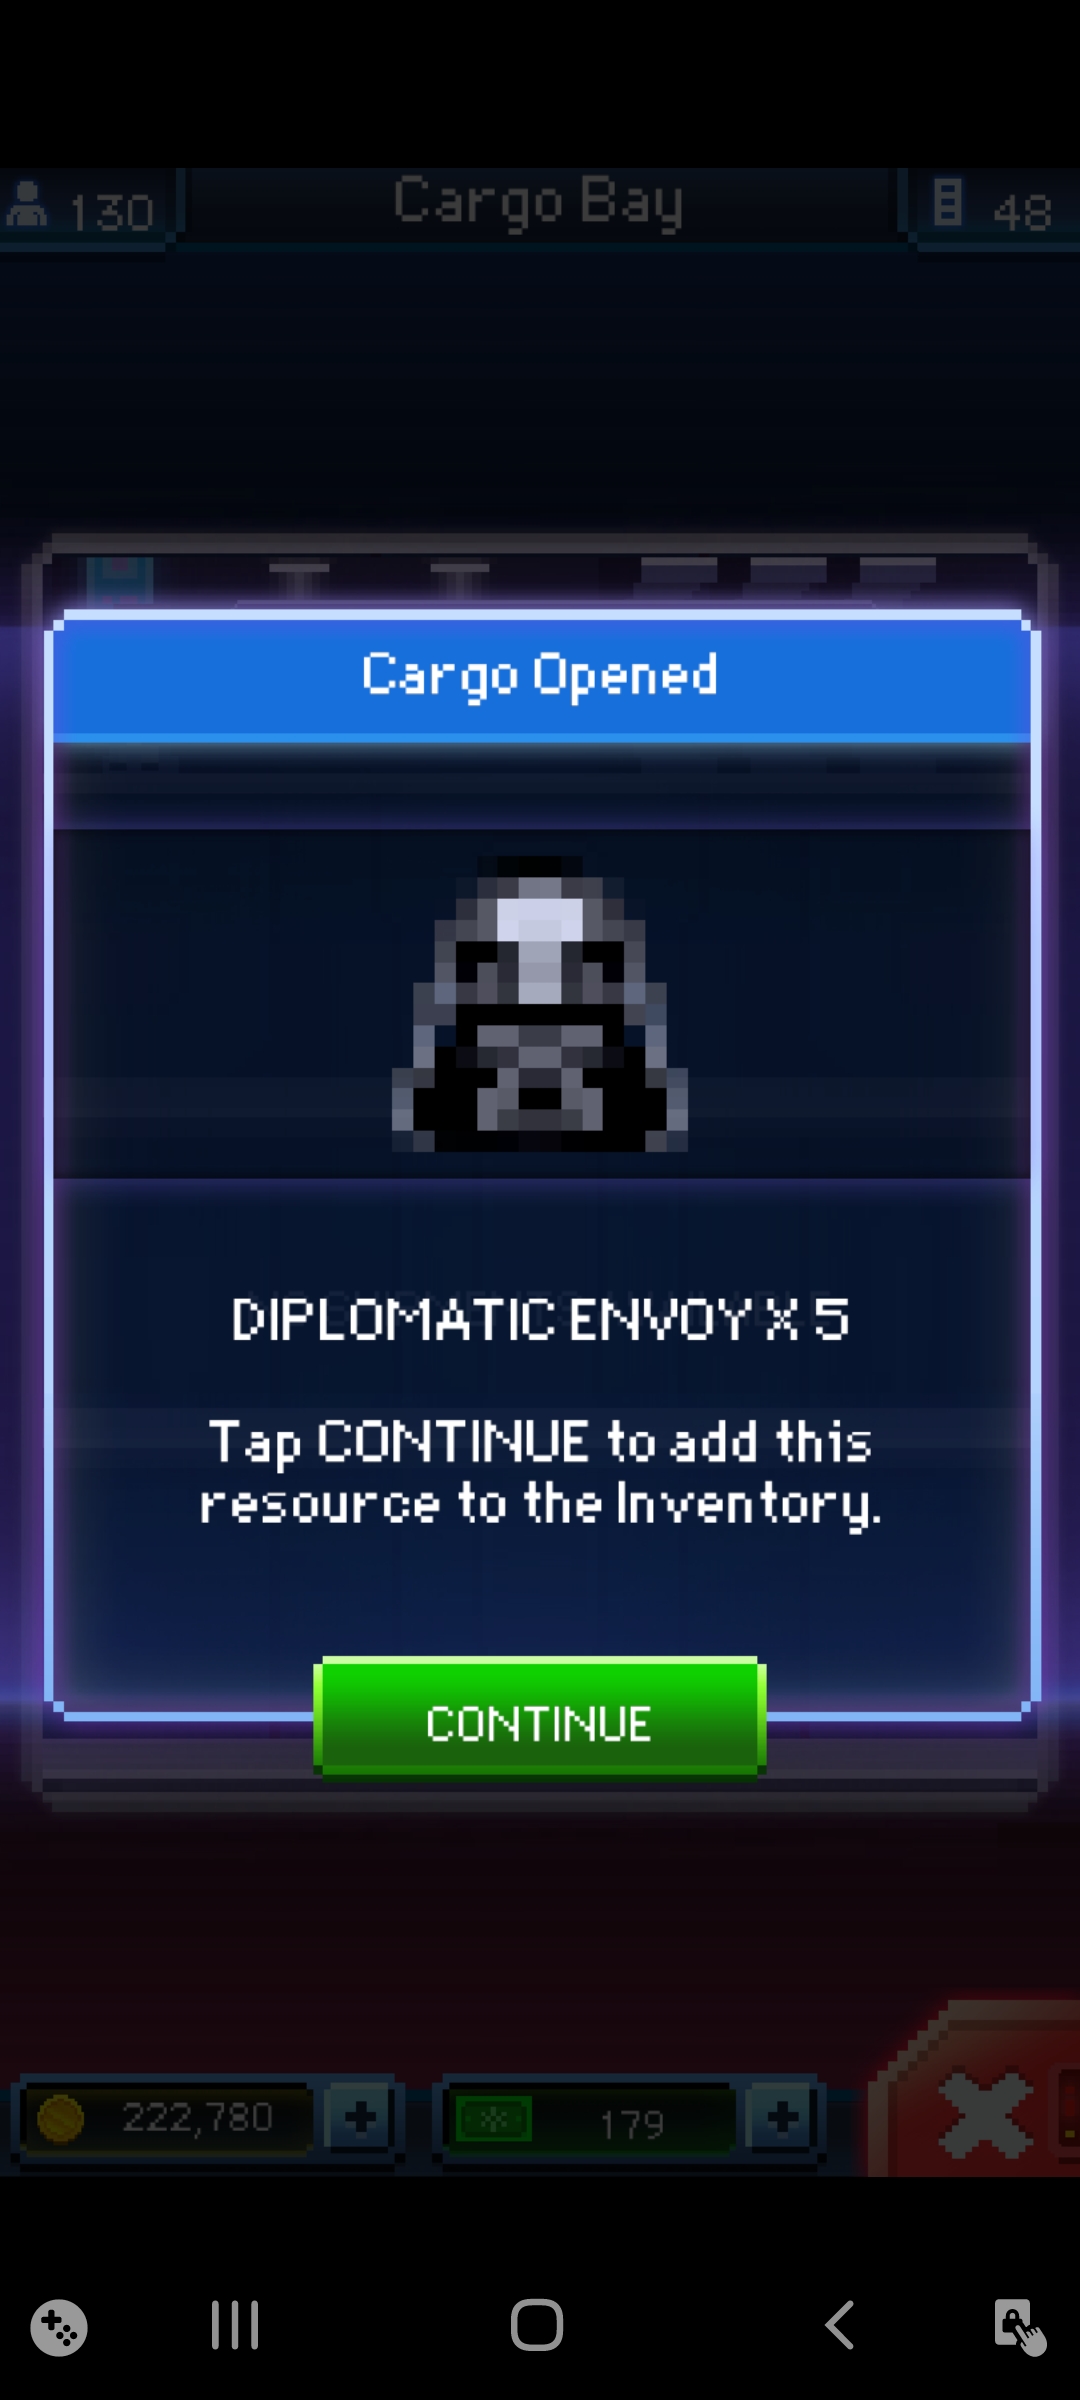 130
Cargo Bay
48
Cargo Opened
DIPLOMATIC ENVOY X 5
Tap CONTINUE to add this
resource to the Inventory.
CONTINUE
222,780
179